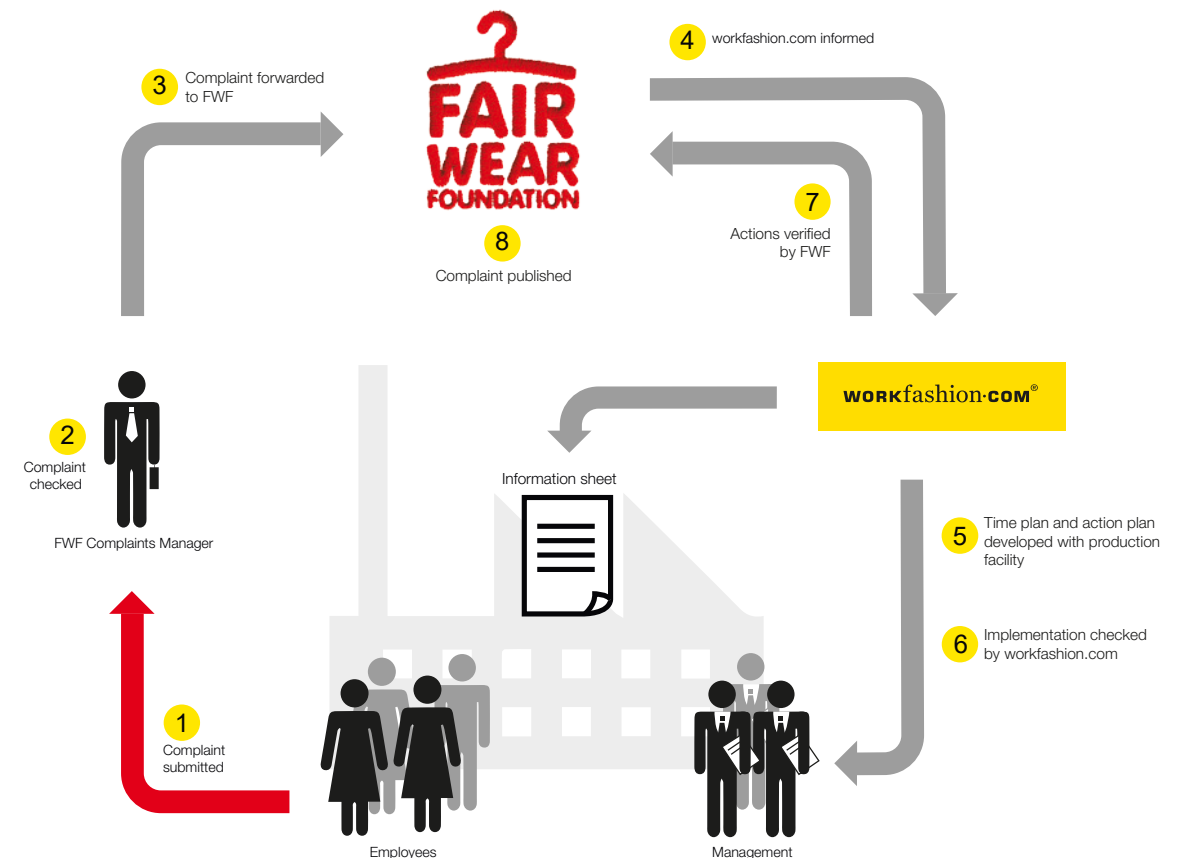 4 workfashion.com informed
3 Complaint forwarded
to FWF
FAIR
WEAR
FOUNDATION
7
Actions verified
by FWF
8
Complaint published
WORKfashion·COM®
2
Complaint
checked
FWF Complaints Manager
Information sheet
5 Time plan and action plan
developed with production
facility
6 Implementation checked
by workfashion.com
1
Complaint
submitted
Employees
Management